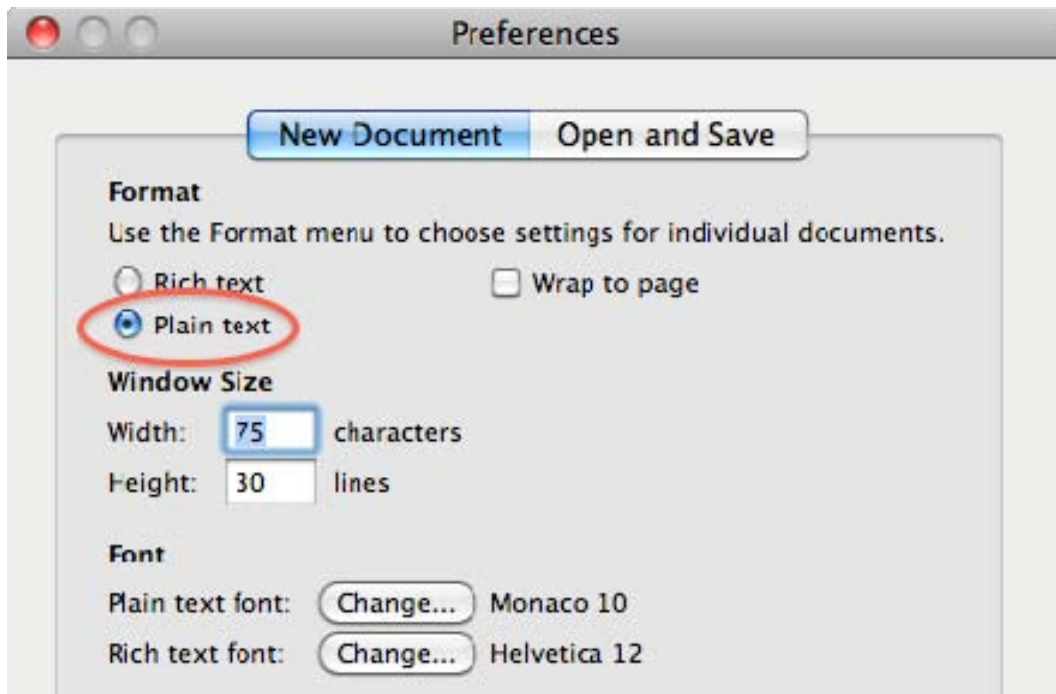 Preferences
New Document Open and Save
Format
Use the Format menu to choose settings for individual documents.
Rich text Wrap to page
Plain text
Window Size
Width: 75 characters
Height: 30 lines
Font
Plain text font: Change... Monaco 10
Rich text font: Change... Helvetica 12